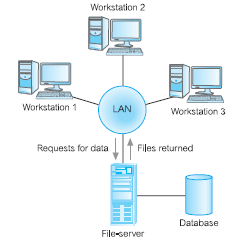 Workstation 2
Workstation 1
LAN
Workstation 3
Requests for data
Files returned
Database
File-server